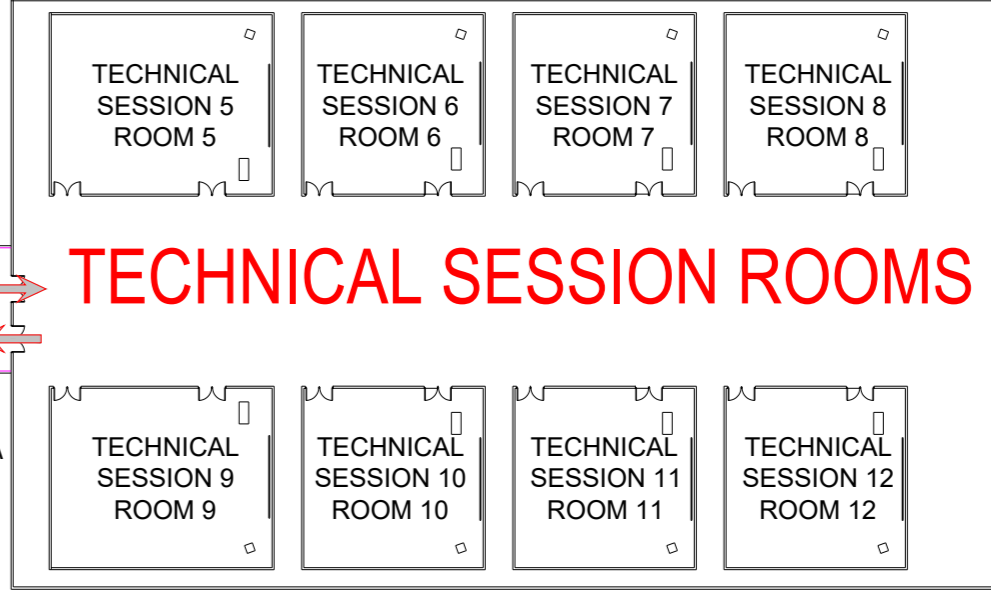 TECHNICAL
SESSION 5
ROOM 5
TECHNICAL
SESSION 6
ROOM 6
TECHNICAL
SESSION 7
ROOM 7
TECHNICAL
SESSION 8
ROOM 8
TECHNICAL SESSION ROOMS
TECHNICAL
SESSION 9
ROOM 9
TECHNICAL
SESSION 10
ROOM 10
TECHNICAL
SESSION 11
ROOM 11
TECHNICAL
SESSION 12
ROOM 12